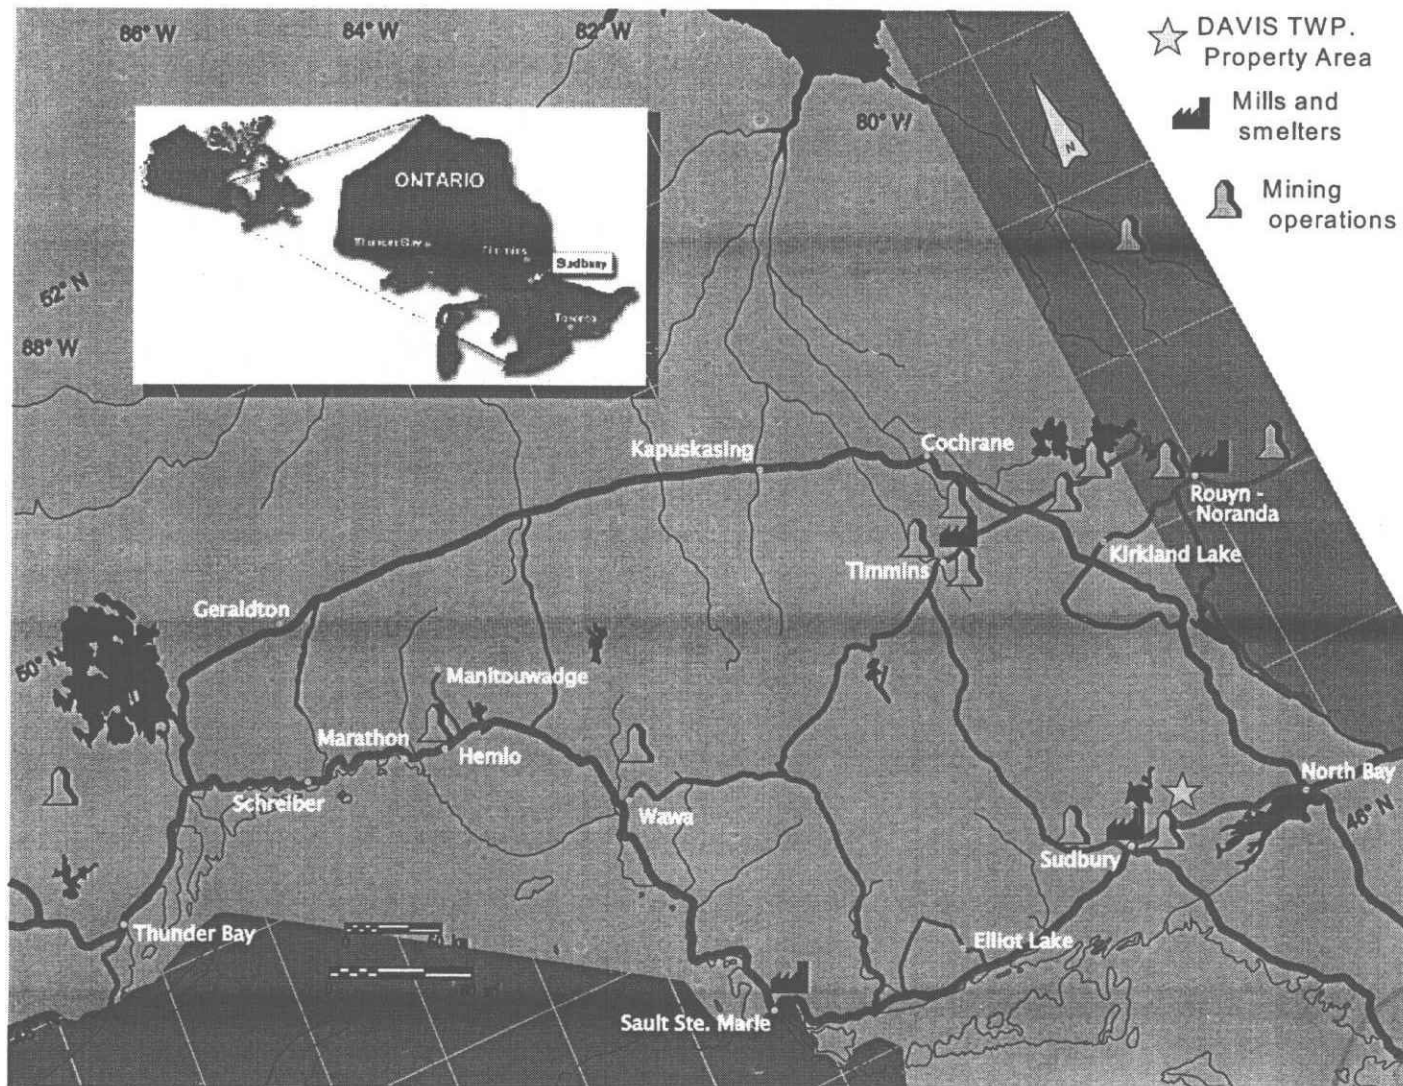 86° W
84° W
82° W
80° W
DAVIS TWP.
Property Area
Mills and
smelters
Mining
operations
N
ONTARIO
Sudbury
Toronto
52° N
88° W
Kapuskasing
Cochrane
Rouyn -
Noranda
Kirkland Lake
Timmins
Geraldton
50° N
Manitouwadge
Marathon
Hemlo
Schreiber
Wawa
North Bay
46° N
Sudbury
Thunder Bay
Elliot Lake
Sault Ste. Marie